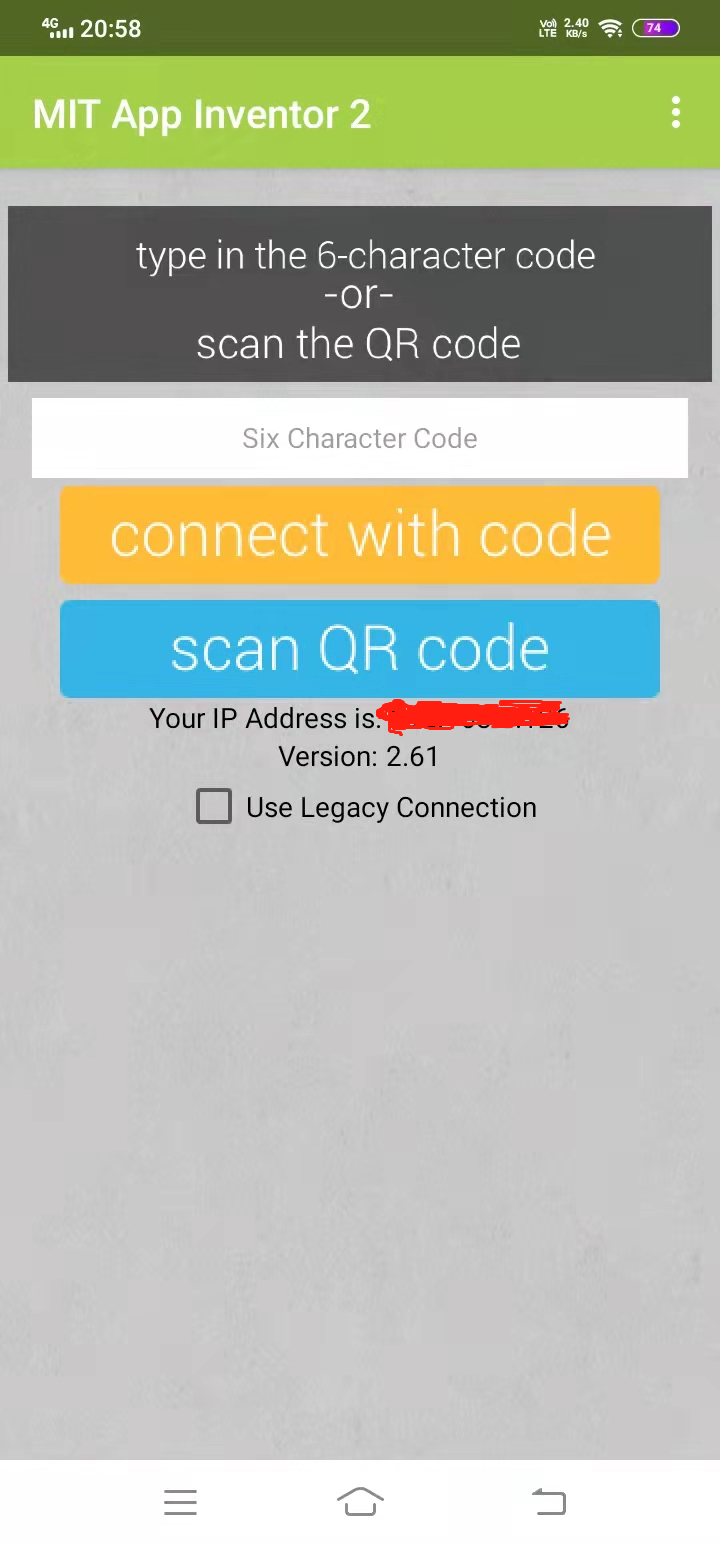 4G 20:58 Vo) LTE 2.40 KB/s 74
MIT App Inventor 2
type in the 6-character code
-or-
scan the QR code
Six Character Code
connect with code
scan QR code
Your IP Address is:
Version: 2.61
Use Legacy Connection